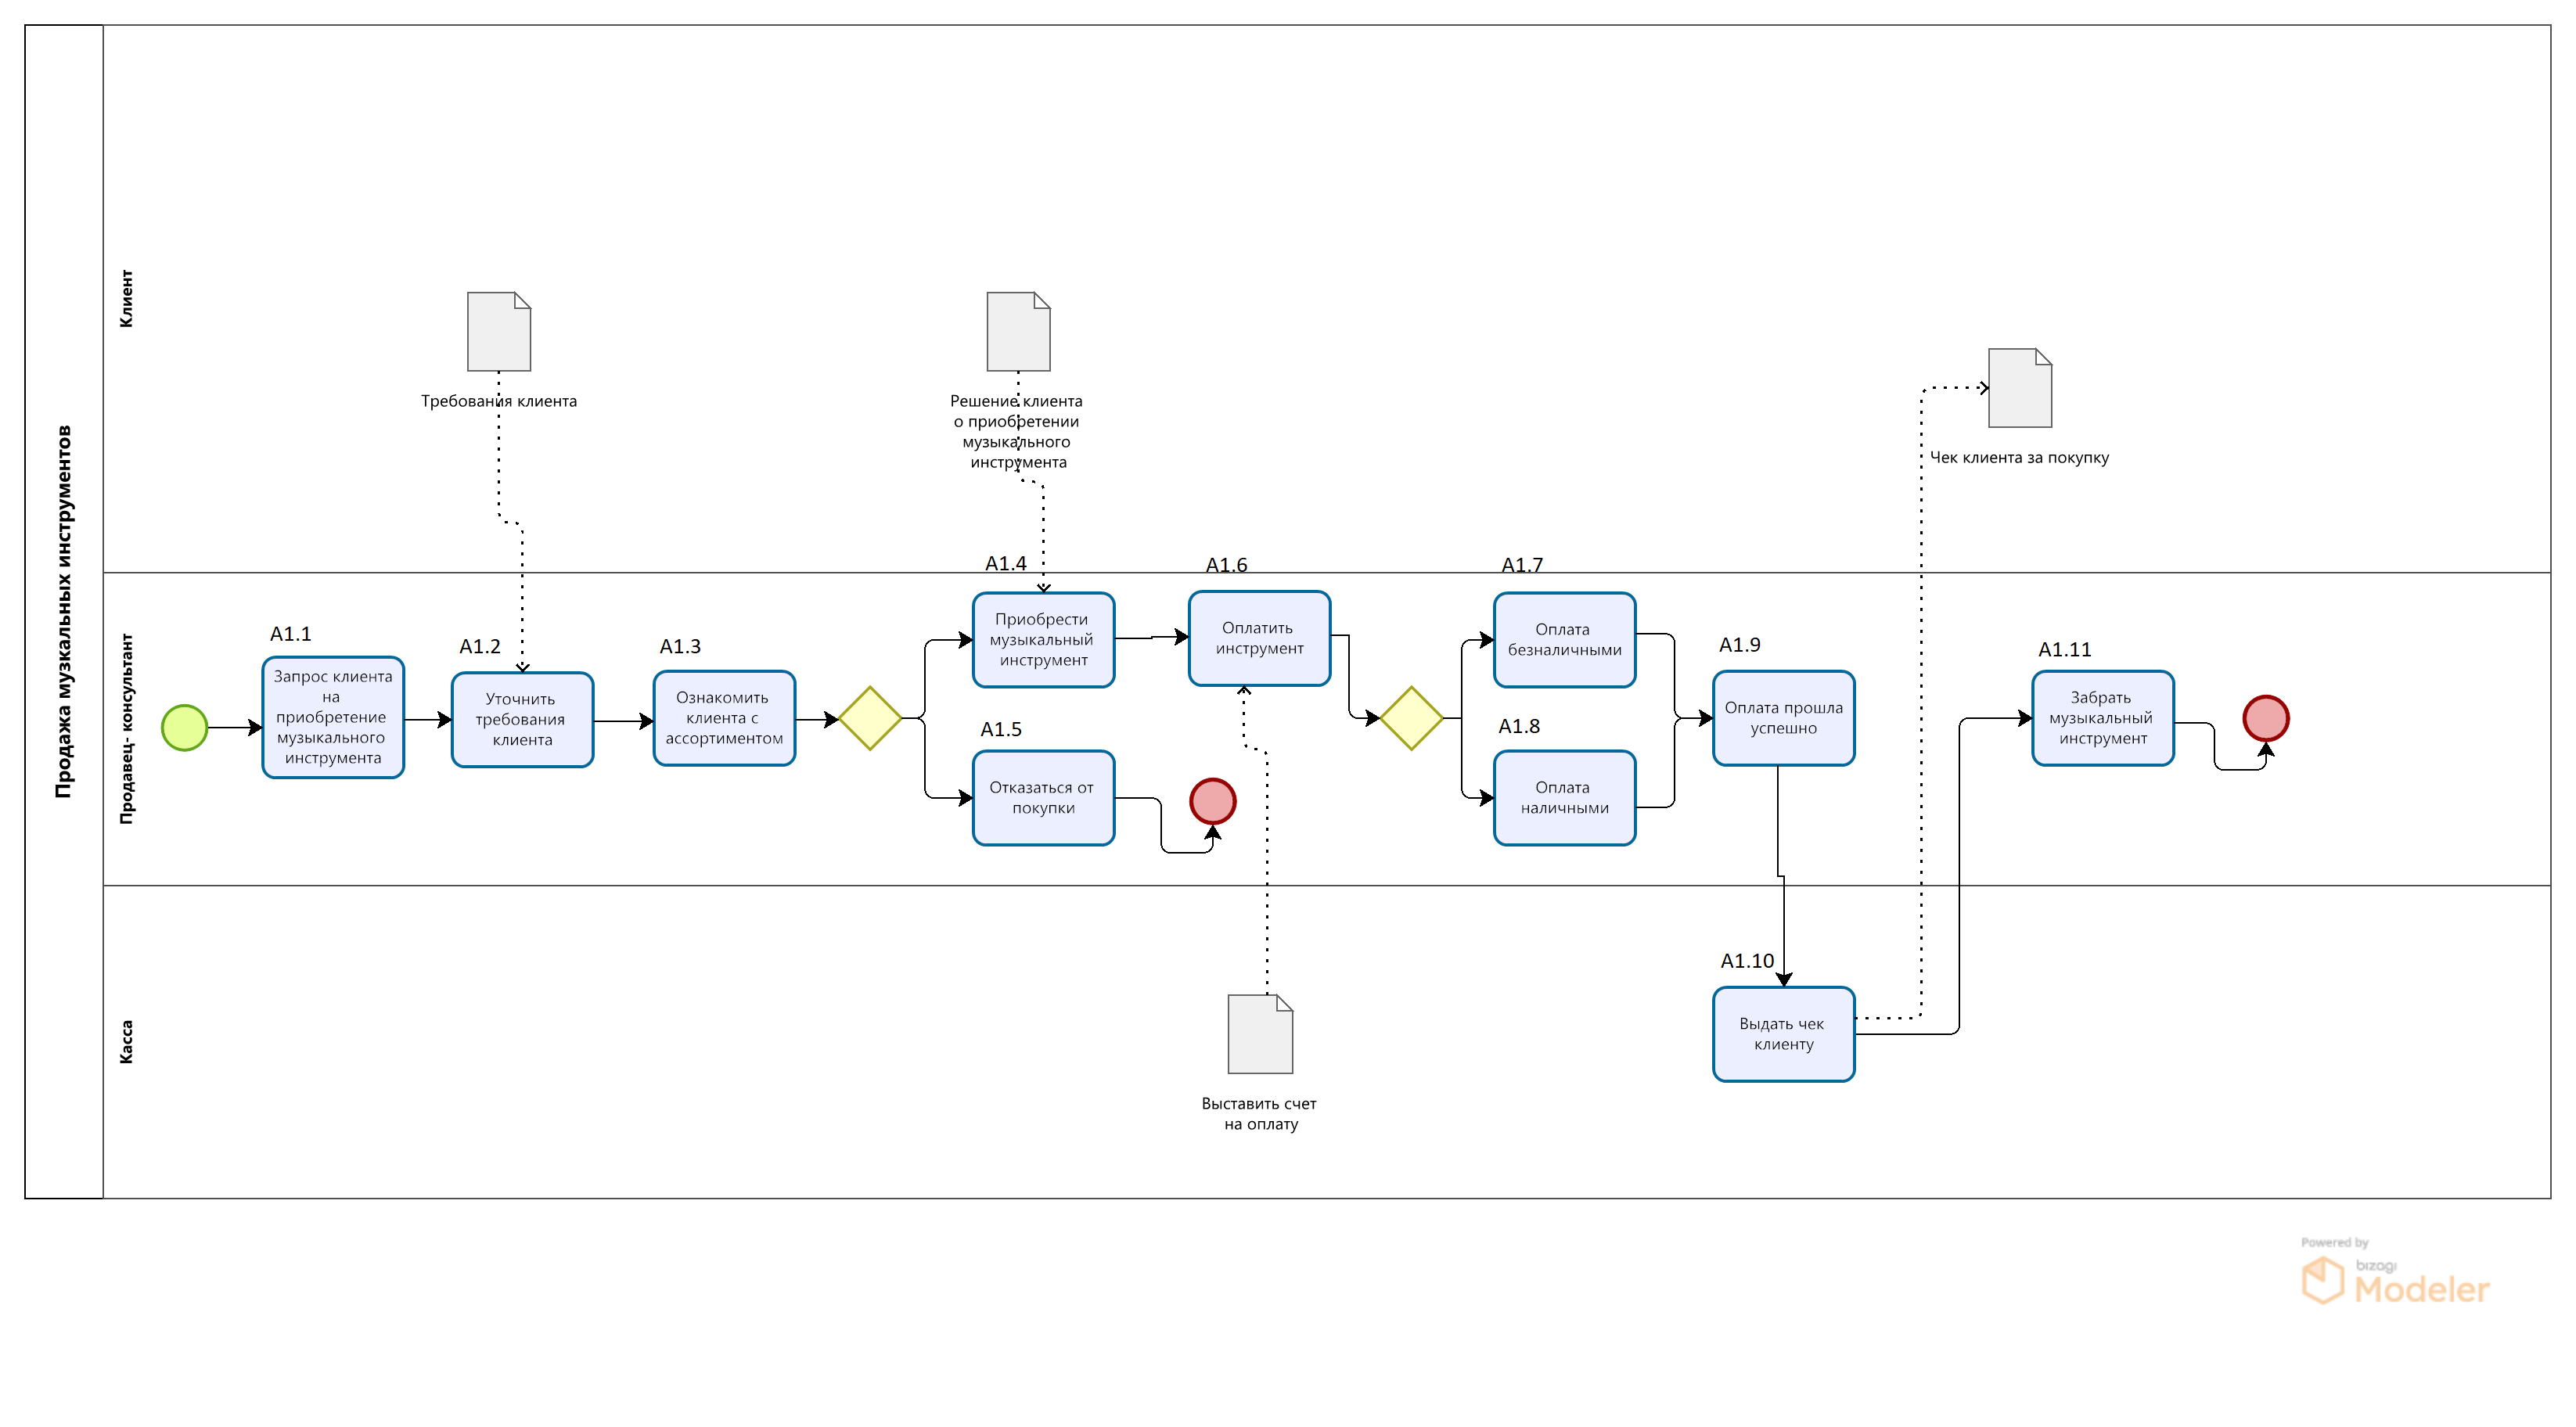 Продажа музкальных инструментов
Клиент
Требования клиента
Решение клиента
о приобретении
музыкального
инструмента
Чек клиента за покупку
Продавец- консультант
A1.1
Запрос клиента
на
приобретение
музыкального
инструмента
A1.2
Уточнить
требования
клиента
A1.3
Ознакомить
клиента с
ассортиментом
A1.4
Приобрести
музыкальный
инструмент
A1.5
Отказаться от
покупки
A1.6
Оплатить
инструмент
A1.7
Оплата
безналичными
A1.8
Оплата
наличными
A1.9
Оплата прошла
успешно
A1.11
Забрать
музыкальный
инструмент
Касса
Выставить счет
на оплату
A1.10
Выдать чек
клиенту
Powered by
bizagi
Modeler